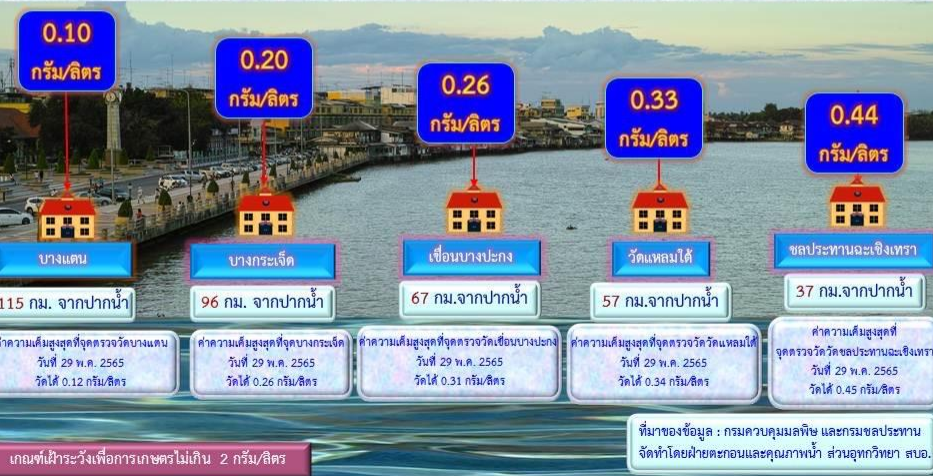 0.10
กรัม/ลิตร
0.20
กรัม/ลิตร
0.26
กรัม/ลิตร
0.33
กรัม/ลิตร
0.44
กรัม/ลิตร
บางแตน
บางกระเจ็ด
เขื่อนบางปะกง
วัดแหลมใต้
ชลประทานฉะเชิงเทรา
115 กม. จากปากน้ำ
96 กม. จากปากน้ำ
67 กม.จากปากน้ำ
57 กม.จากปากน้ำ
37 กม.จากปากน้ำ
ค่าความเค็มสูงสุดที่จุดตรวจวัดบางแตน
วันที่ 29 พ.ค. 2565
วัดได้ 0.12 กรัม/ลิตร
ค่าความเค็มสูงสุดที่จุดบางกระเจ็ด
วันที่ 29 พ.ค. 2565
วัดได้ 0.26 กรัม/ลิตร
ค่าความเค็มสูงสุดที่จุดตรวจวัดเขื่อนบางปะกง
วันที่ 29 พ.ค. 2565
วัดได้ 0.31 กรัม/ลิตร
ค่าความเค็มสูงสุดที่จุดตรวจวัดวัดแหลมใต้
วันที่ 29 พ.ค. 2565
วัดได้ 0.34 กรัม/ลิตร
ค่าความเค็มสูงสุดที่
จุดตรวจวัดวัดชลประทานฉะเชิงเทรา
วันที่ 29 พ.ค. 2565
วัดได้ 0.45 กรัม/ลิตร
ที่มาของข้อมูล : กรมควบคุมมลพิษ และกรมชลประทาน
จัดทำโดยฝ่ายตะกอนและคุณภาพน้ำ ส่วนอุทกวิทยา สบอ.
เกณฑ์เฝ้าระวังเพื่อการเกษตรไม่เกิน 2 กรัม/ลิตร